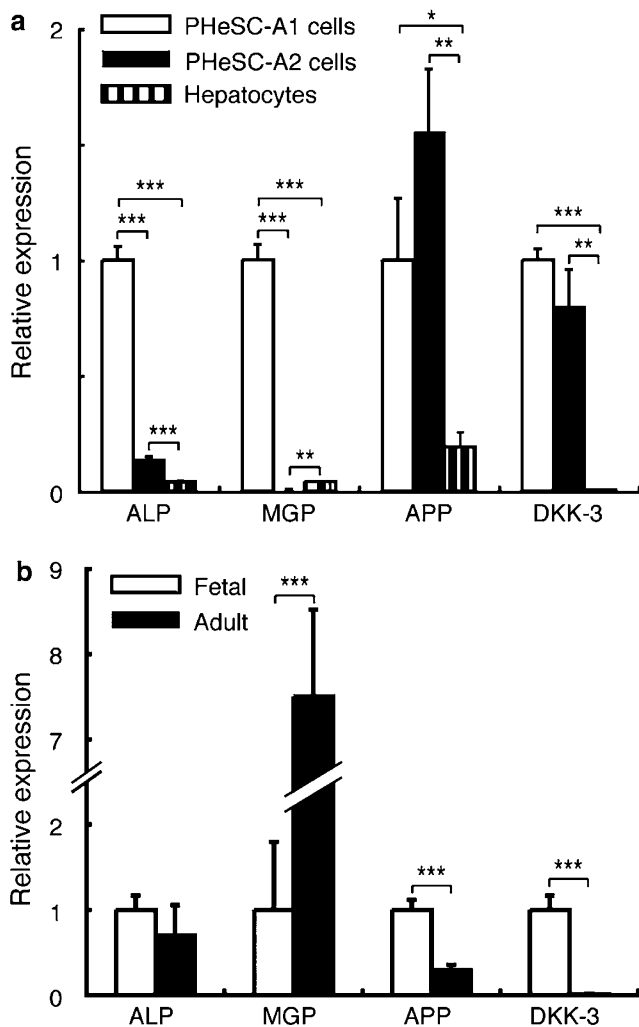 a
2
PHeSC-A1 cells
PHeSC-A2 cells
Hepatocytes
*
**
***
***
***
***
***
**
1
Relative expression
***
**
0
ALP MGP APP DKK-3
b
9
Fetal
Adult
***
8
7
Relative expression
2
***
***
1
0
ALP MGP APP DKK-3